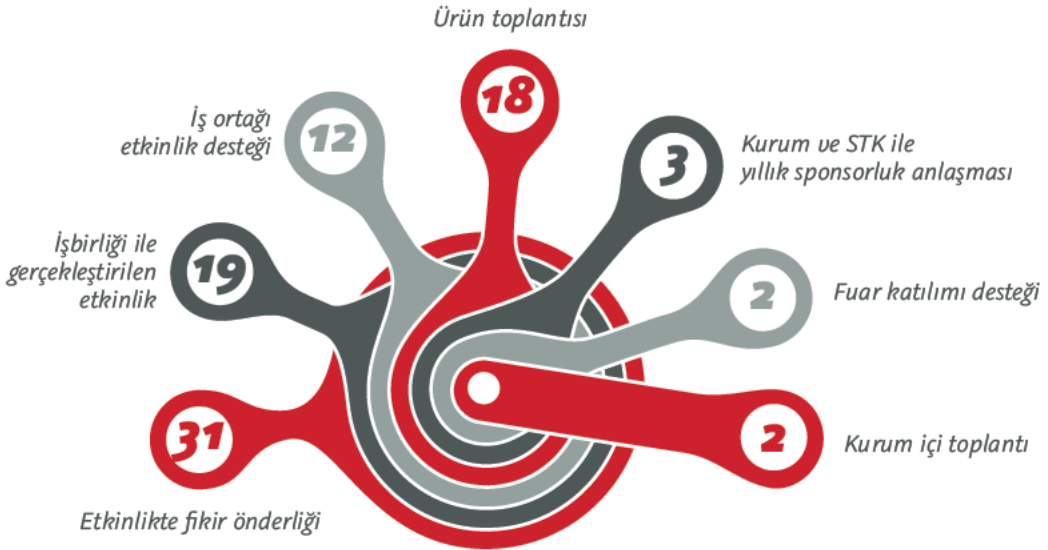 Ürün toplantısı
18
İş ortağı
etkinlik desteği
12
3
Kurum ve STK ile
yıllık sponsorluk anlaşması
İşbirliği ile
gerçekleştirilen
etkinlik
19
2
Fuar katılımı desteği
31
Etkinlikte fikir önderliği
2
Kurum içi toplantı